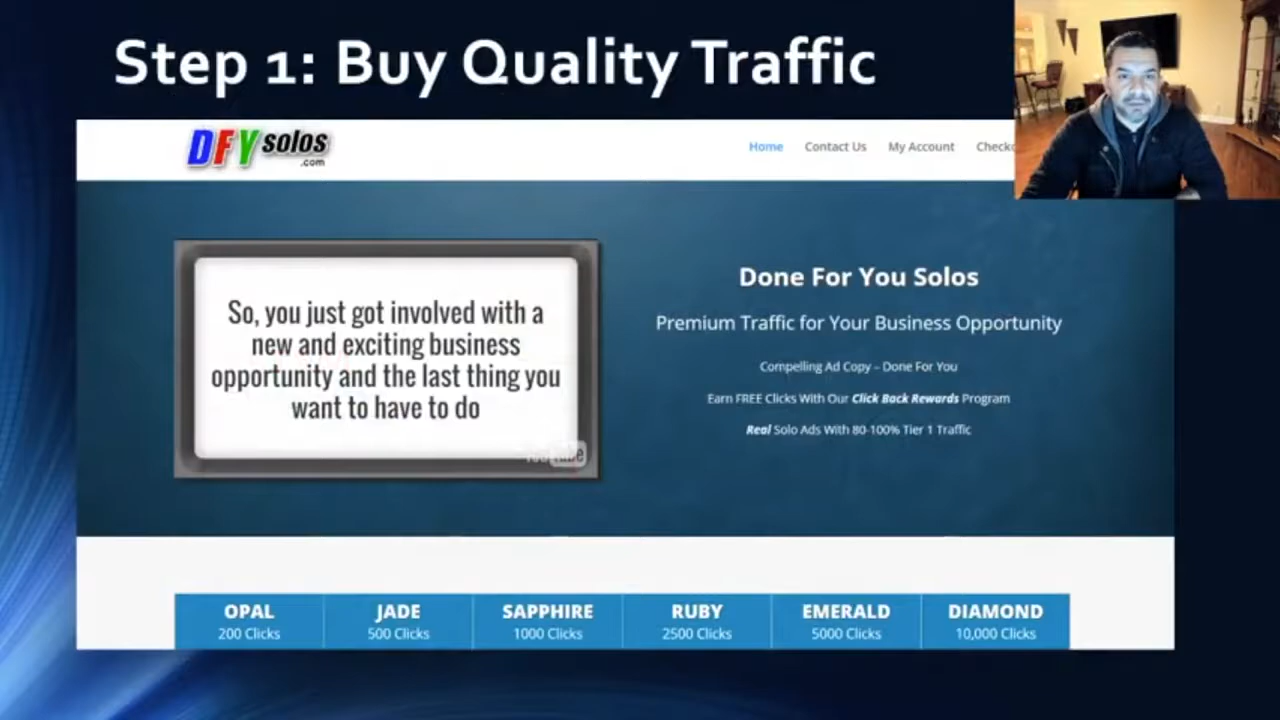 Step 1: Buy Quality Traffic
DFY solos
.com
Home Contact Us My Account
So, you just got involved with a
new and exciting business
opportunity and the last thing you
want to have to do
Done For You Solos
Premium Traffic for Your Business Opportunity
Compelling Ad Copy – Done For You
Earn FREE Clicks With Our Click Back Rewards Program
Real Solo Ads With 80-100% Tier 1 Traffic
OPAL JADE SAPPHIRE RUBY EMERALD DIAMOND
200 Clicks 500 Clicks 1000 Clicks 2500 Clicks 5000 Clicks 10,000 Clicks